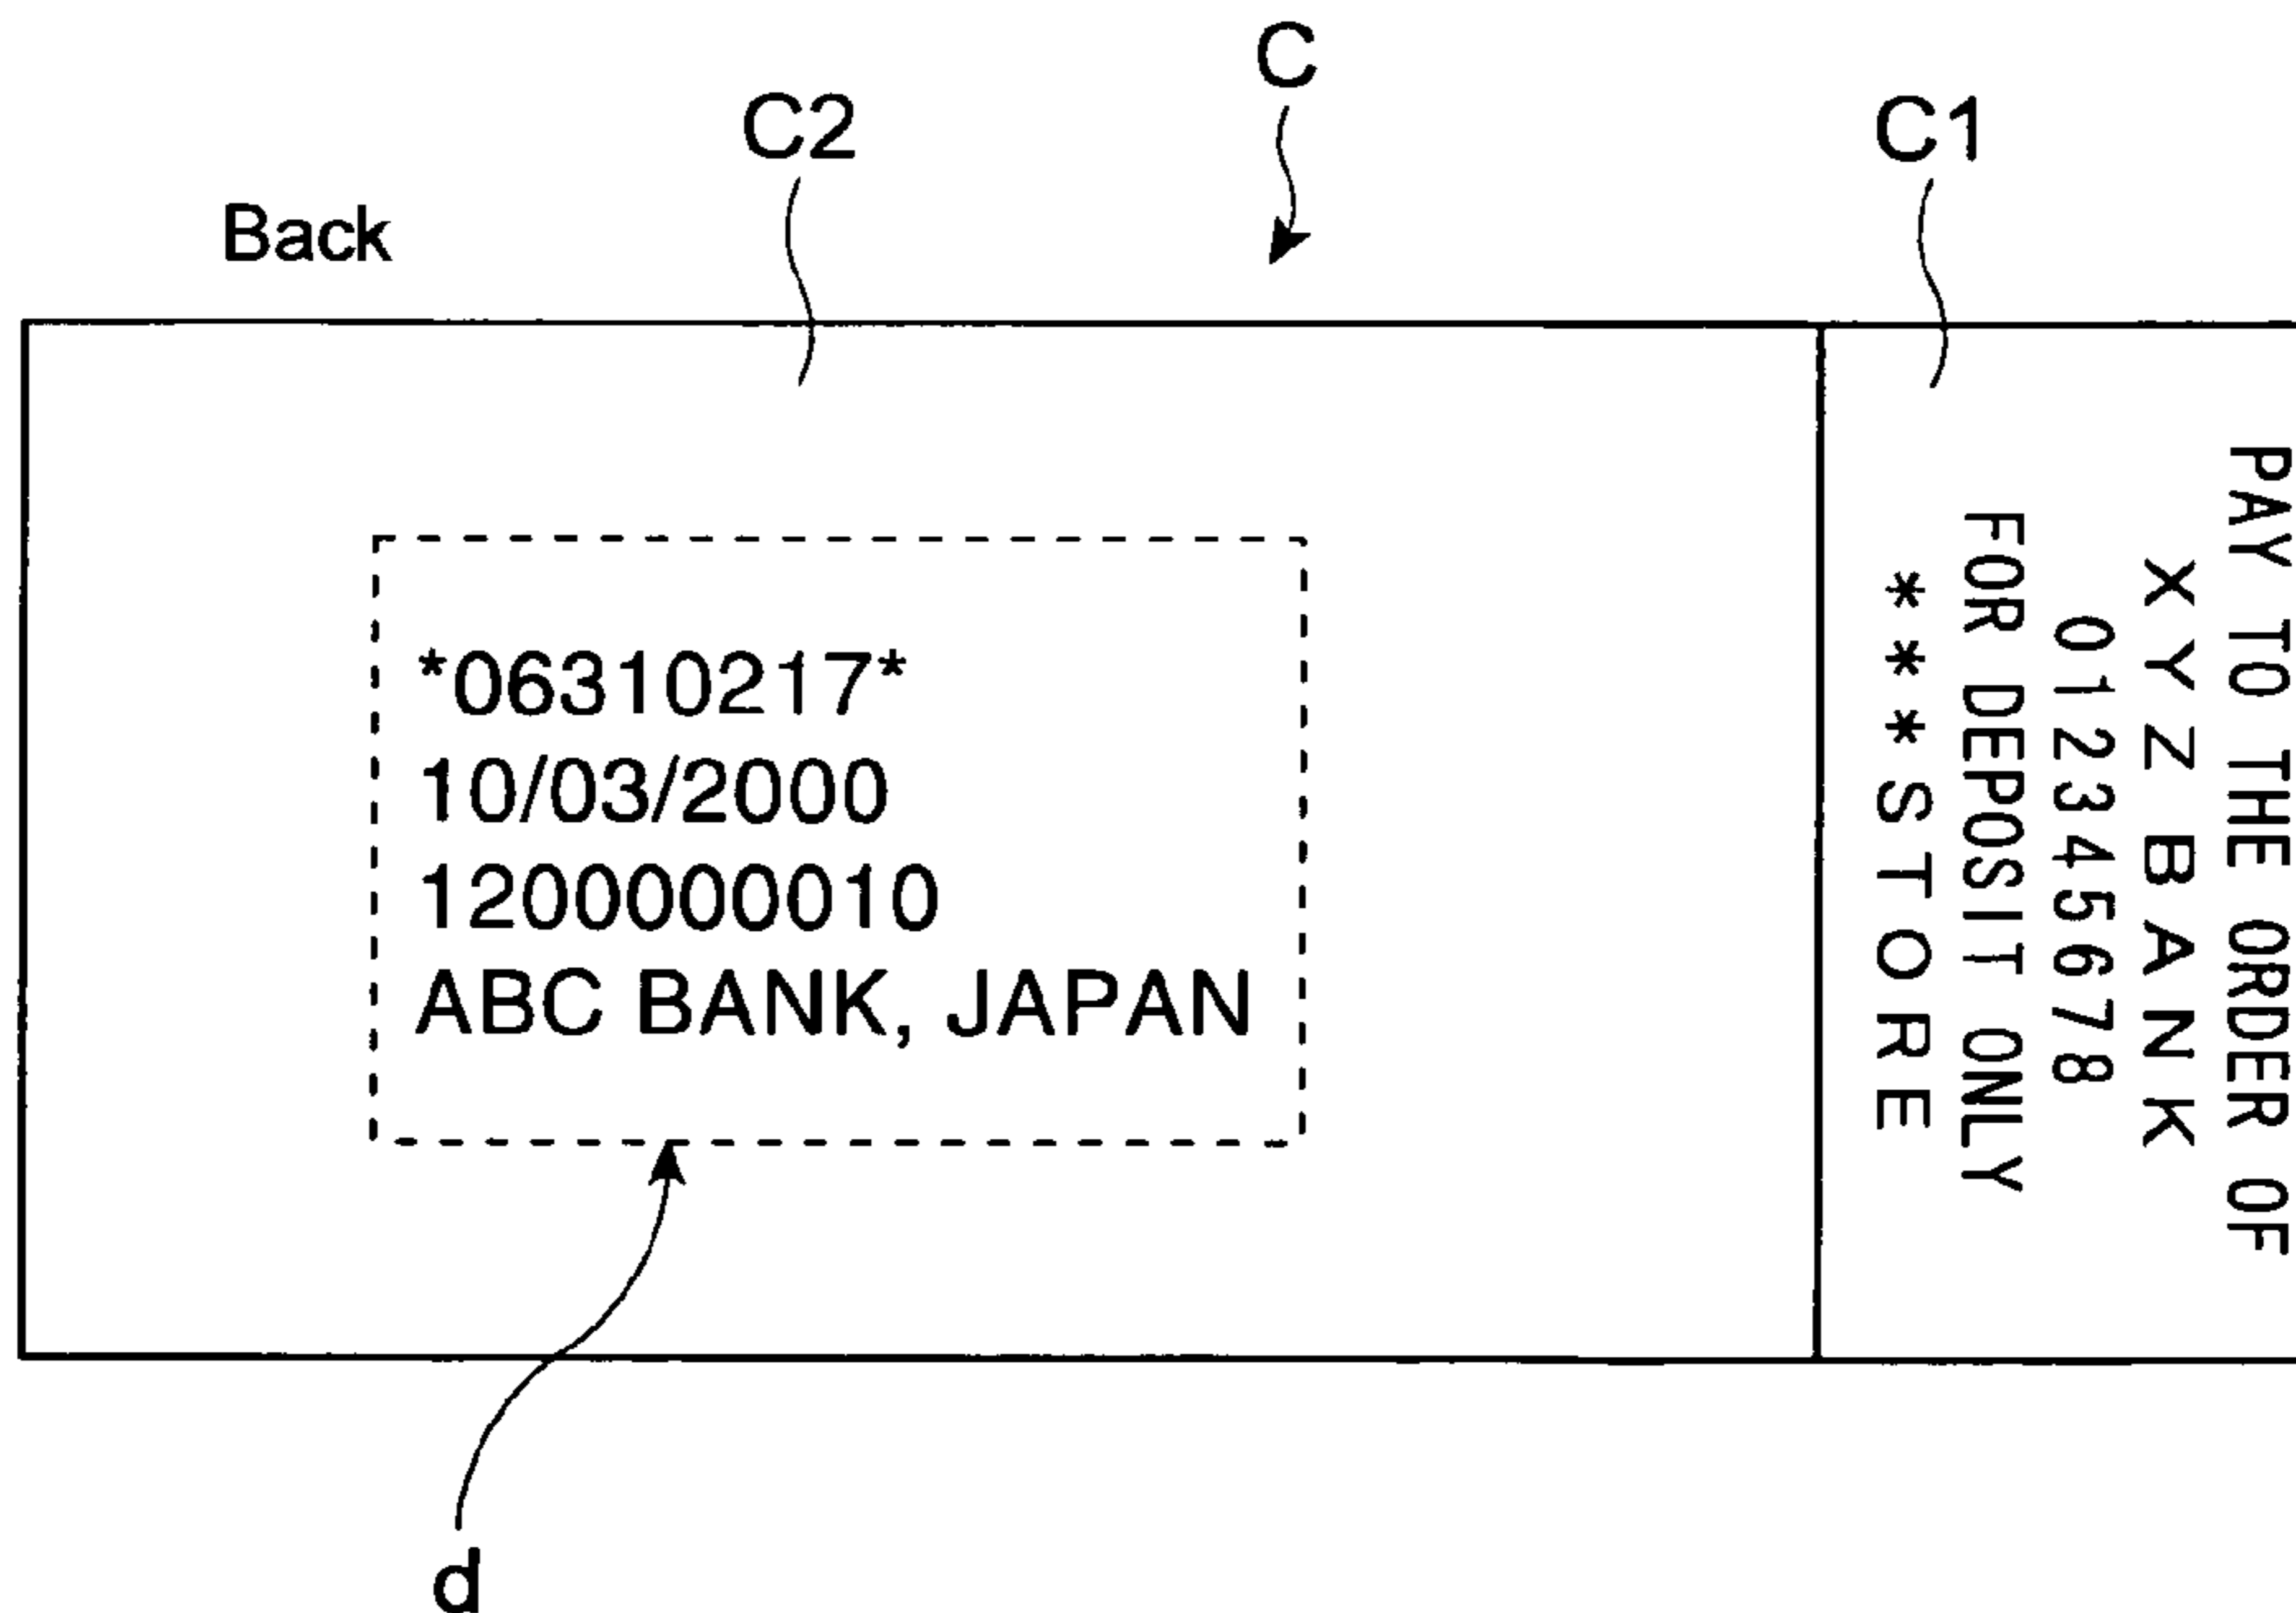 C
C2
C1
Back
*06310217*
10/03/2000
1200000010
ABC BANK, JAPAN
PAY TO THE ORDER OF
XYZ BANK
012345678
FOR DEPOSIT ONLY
***STORE
d